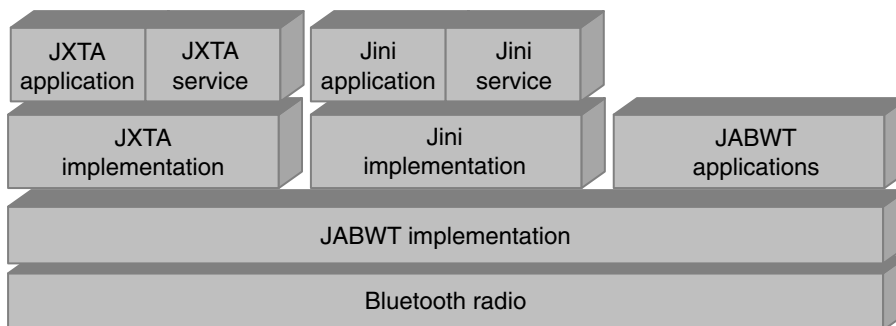 JXTA
application
JXTA
service
Jini
application
Jini
service
JXTA
implementation
Jini
implementation
JABWT
applications
JABWT implementation
Bluetooth radio